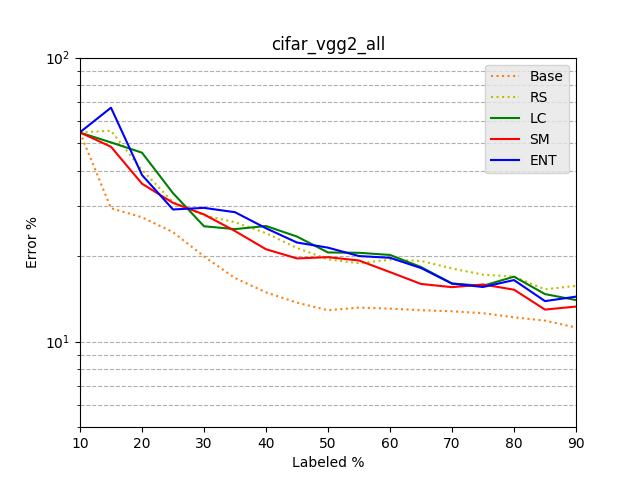 cifar_vgg2_all
10²
10¹
Error %
Base
RS
LC
SM
ENT
10 20 30 40 50 60 70 80 90
Labeled %